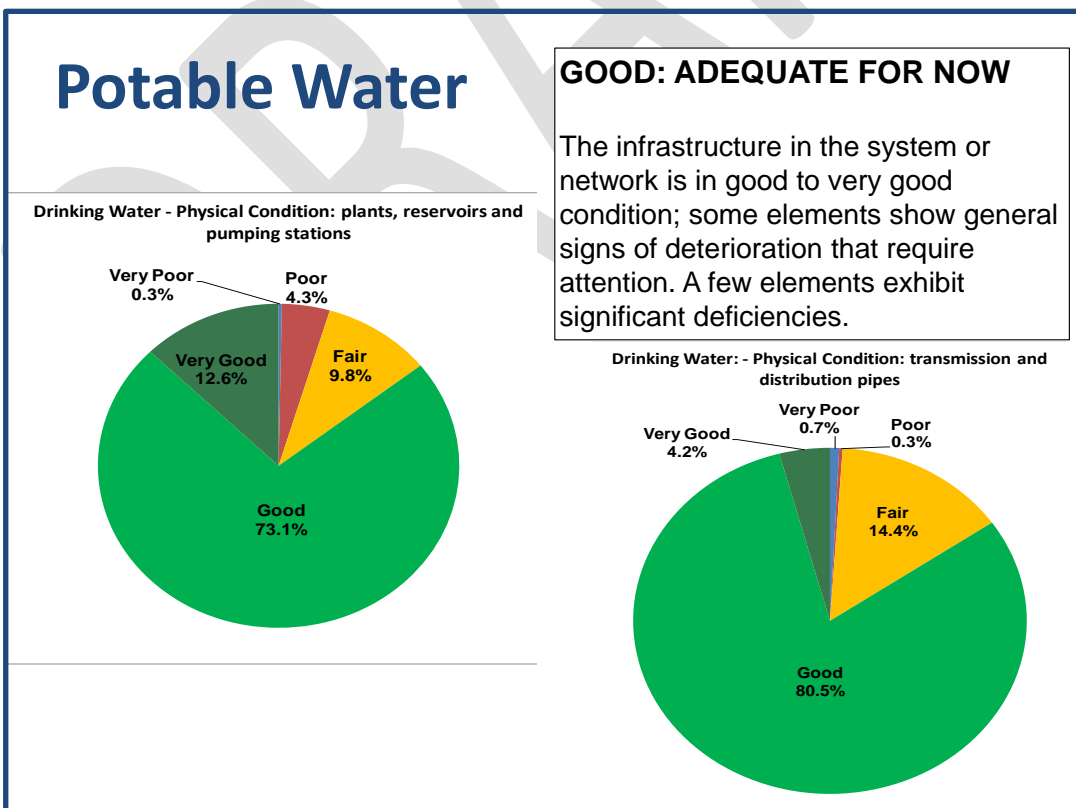 Potable Water
GOOD: ADEQUATE FOR NOW
The infrastructure in the system or
network is in good to very good
condition; some elements show general
signs of deterioration that require
attention. A few elements exhibit
significant deficiencies.
Drinking Water - Physical Condition: plants, reservoirs and
pumping stations
Very Poor
0.3%
Poor
4.3%
Very Good
12.6%
Fair
9.8%
Good
73.1%
Drinking Water: - Physical Condition: transmission and
distribution pipes
Very Poor
0.7%
Poor
0.3%
Very Good
4.2%
Fair
14.4%
Good
80.5%